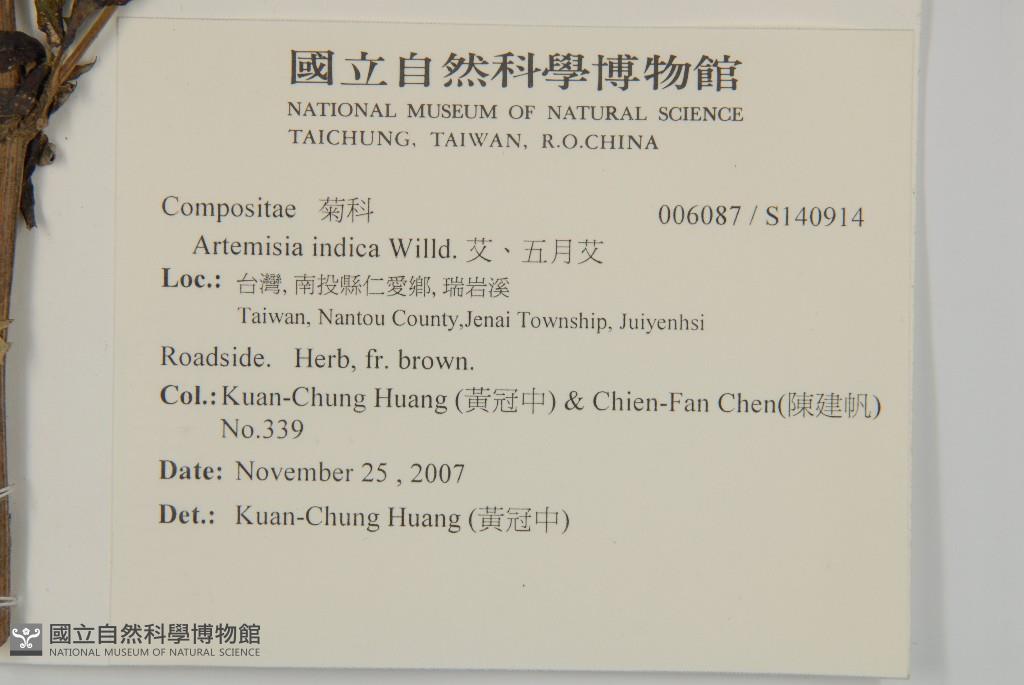 國立自然科學博物館
NATIONAL MUSEUM OF NATURAL SCIENCE
TAICHUNG, TAIWAN, R.O.CHINA
Compositae 菊科 006087 / S140914
Artemisia indica Willd. 艾、五月艾
Loc.: 台灣, 南投縣仁愛鄉, 瑞岩溪
Taiwan, Nantou County,Jenai Township, Juiyenhsi
Roadside. Herb, fr. brown.
Col.: Kuan-Chung Huang (黃冠中) & Chien-Fan Chen(陳建帆)
No.339
Date: November 25 , 2007
Det.: Kuan-Chung Huang (黃冠中)
國立自然科學博物館
NATIONAL MUSEUM OF NATURAL SCIENCE